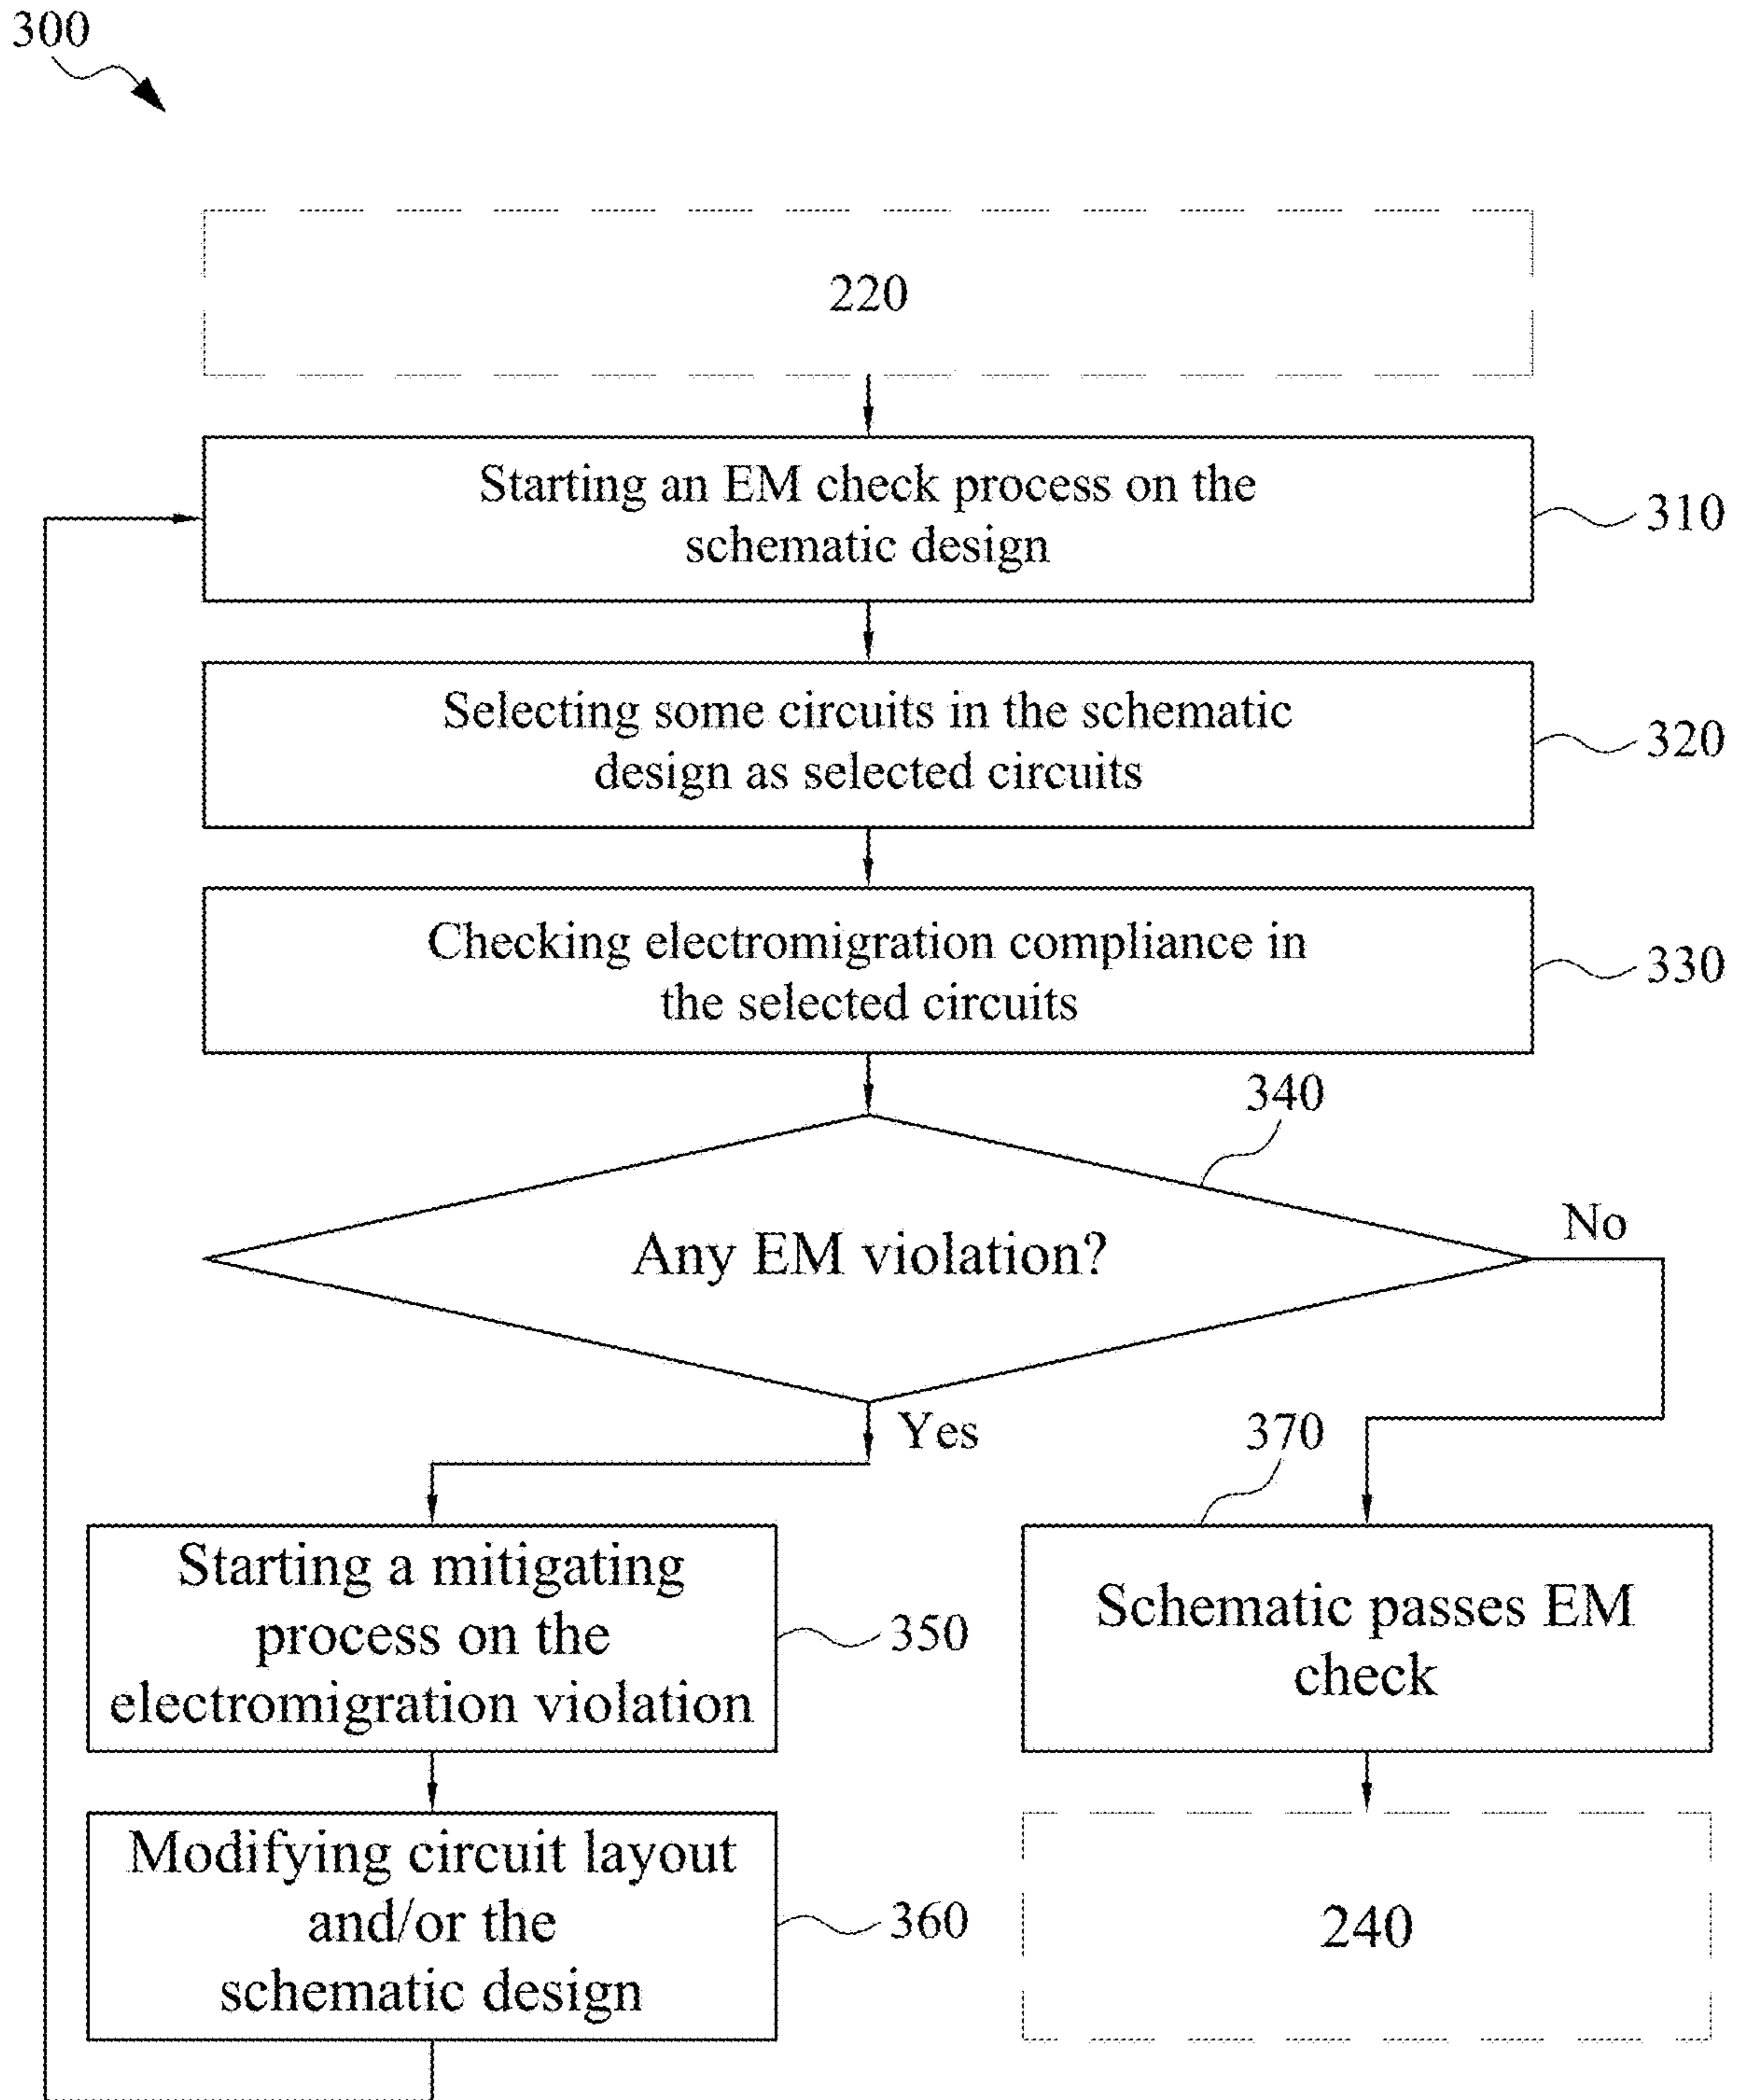 300
220
Starting an EM check process on the
schematic design
310
Selecting some circuits in the schematic
design as selected circuits
320
Checking electromigration compliance in
the selected circuits
330
340
Any EM violation?
No
Yes
370
Starting a mitigating
process on the
electromigration violation
350
Schematic passes EM
check
Modifying circuit layout
and/or the
schematic design
360
240